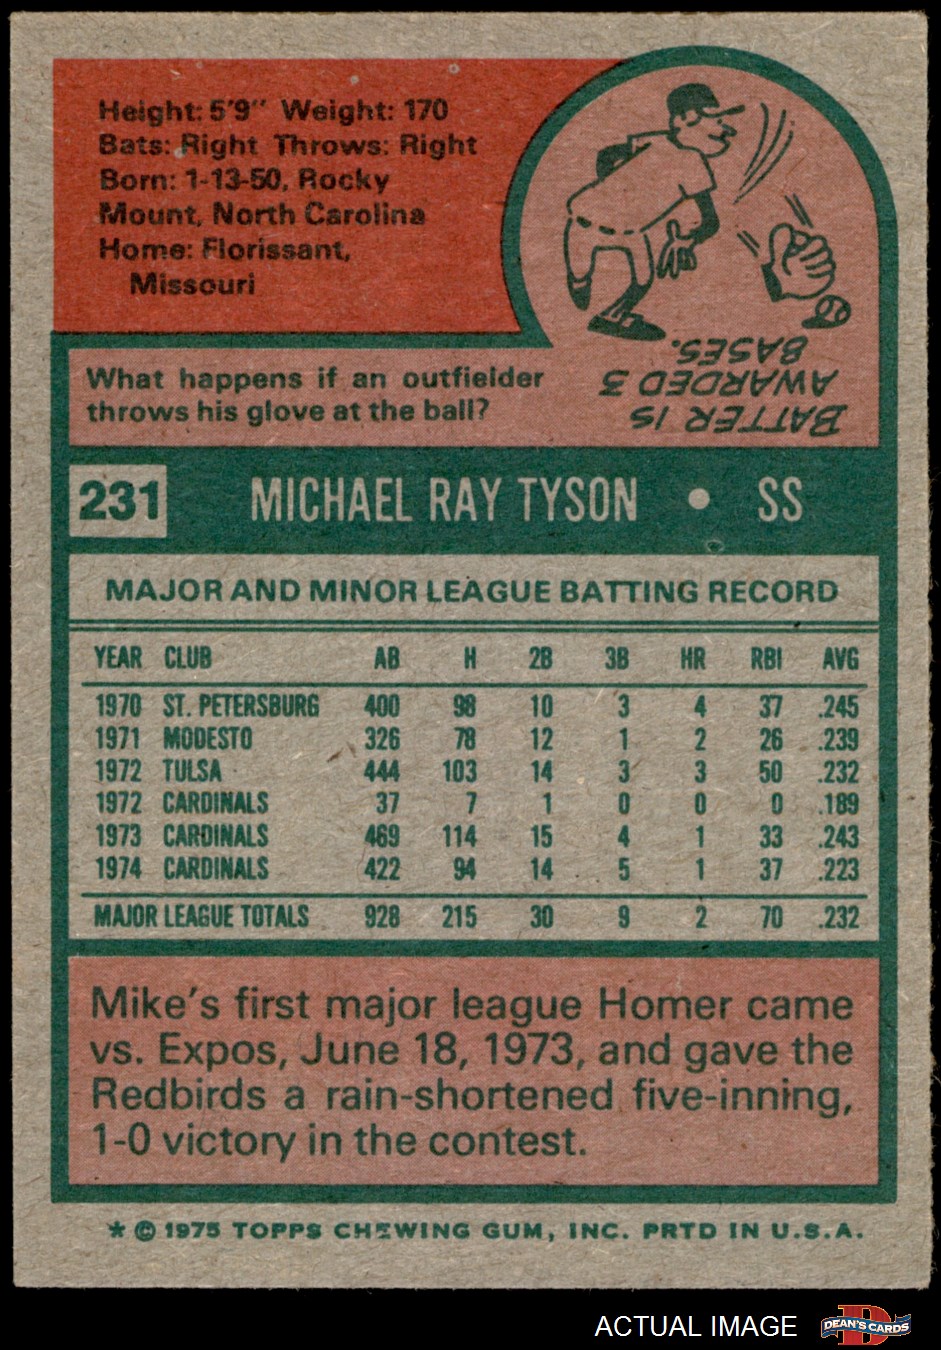 Height: 5'9" Weight: 170
Bats: Right Throws: Right
Born: 1-13-50, Rocky
Mount, North Carolina
Home: Florissant,
Missouri
What happens if an outfielder
throws his glove at the ball?
BATTER IS
AWARDED 3
BASES.
231 MICHAEL RAY TYSON • SS
MAJOR AND MINOR LEAGUE BATTING RECORD
YEAR CLUB AB H 2B 3B HR RBI AVG
1970 ST. PETERSBURG 400 98 10 3 4 37 .245
1971 MODESTO 326 78 12 1 2 26 .239
1972 TULSA 444 103 14 3 3 50 .232
1972 CARDINALS 37 7 1 0 0 0 .189
1973 CARDINALS 469 114 15 4 1 33 .243
1974 CARDINALS 422 94 14 5 1 37 .223
MAJOR LEAGUE TOTALS 928 215 30 9 2 70 .232
Mike's first major league Homer came
vs. Expos, June 18, 1973, and gave the
Redbirds a rain-shortened five-inning,
1-0 victory in the contest.
* © 1975 TOPPS CHEWING GUM, INC. PRTD IN U.S.A.
ACTUAL IMAGE
D
DEAN'S CARDS